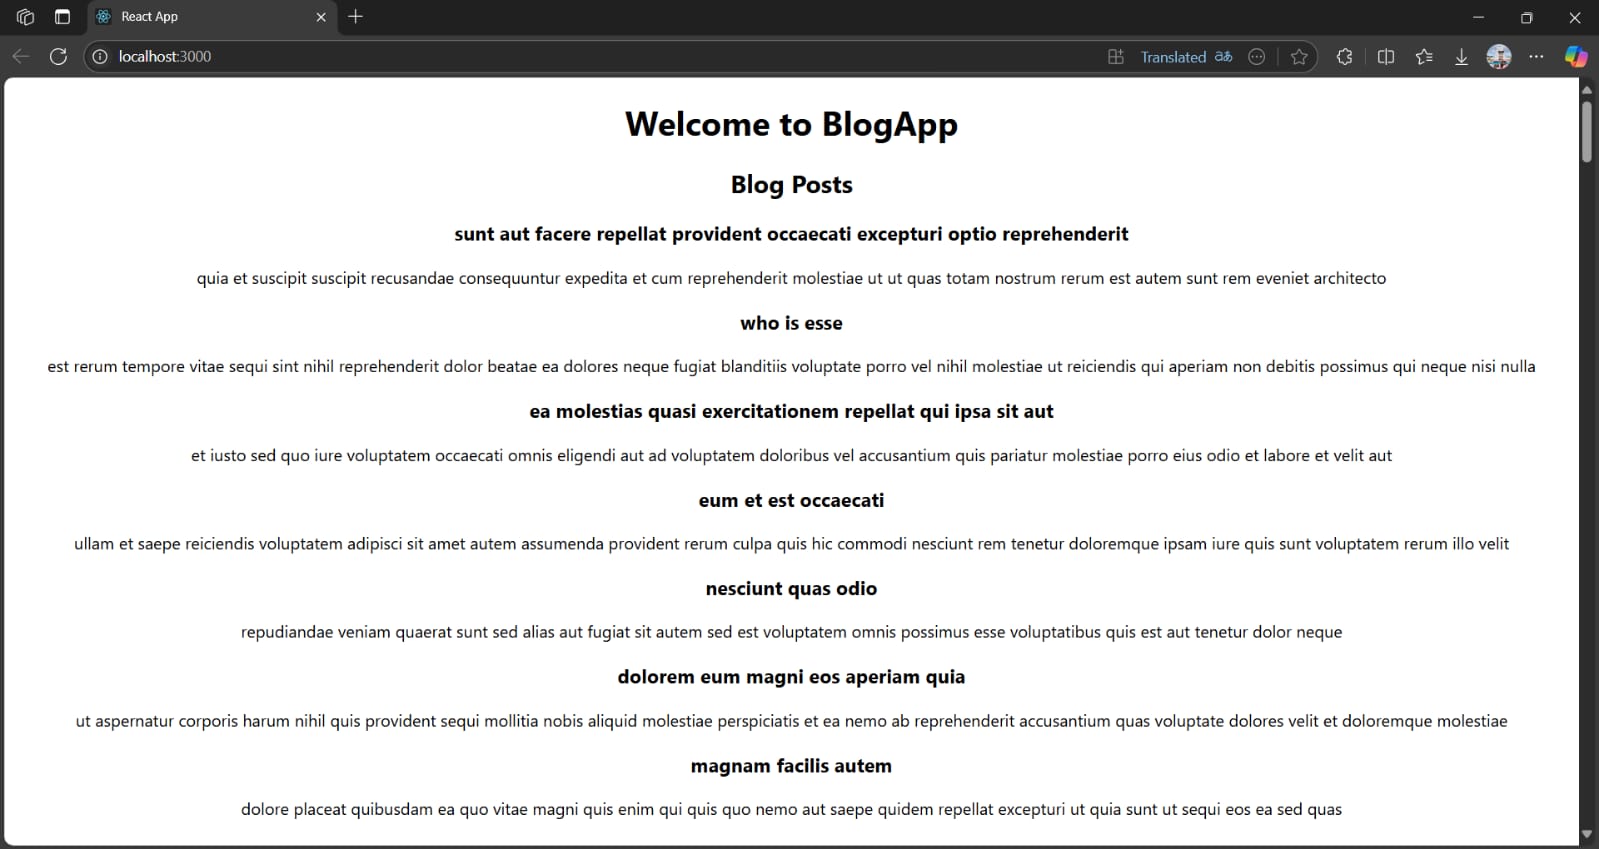 React App
localhost:3000
Translated
Welcome to BlogApp
Blog Posts
sunt aut facere repellat provident occaecati excepturi optio reprehenderit
quia et suscipit suscipit recusandae consequuntur expedita et cum reprehenderit molestiae ut ut quas totam nostrum rerum est autem sunt rem eveniet architecto
who is esse
est rerum tempore vitae sequi sint nihil reprehenderit dolor beatae ea dolores neque fugiat blanditiis voluptate porro vel nihil molestiae ut reiciendis qui aperiam non debitis possimus qui neque nisi nulla
ea molestias quasi exercitationem repellat qui ipsa sit aut
et iusto sed quo iure voluptatem occaecati omnis eligendi aut ad voluptatem doloribus vel accusantium quis pariatur molestiae porro eius odio et labore et velit aut
eum et est occaecati
ullam et saepe reiciendis voluptatem adipisci sit amet autem assumenda provident rerum culpa quis hic commodi nesciunt rem tenetur doloremque ipsam iure quis sunt voluptatem rerum illo velit
nesciunt quas odio
repudiandae veniam quaerat sunt sed alias aut fugiat sit autem sed est voluptatem omnis possimus esse voluptatibus quis est aut tenetur dolor neque
dolorem eum magni eos aperiam quia
ut aspernatur corporis harum nihil quis provident sequi mollitia nobis aliquid molestiae perspiciatis et ea nemo ab reprehenderit accusantium quas voluptate dolores velit et doloremque molestiae
magnam facilis autem
dolore placeat quibusdam ea quo vitae magni quis enim qui quis quo nemo aut saepe quidem repellat excepturi ut quia sunt ut sequi eos ea sed quas